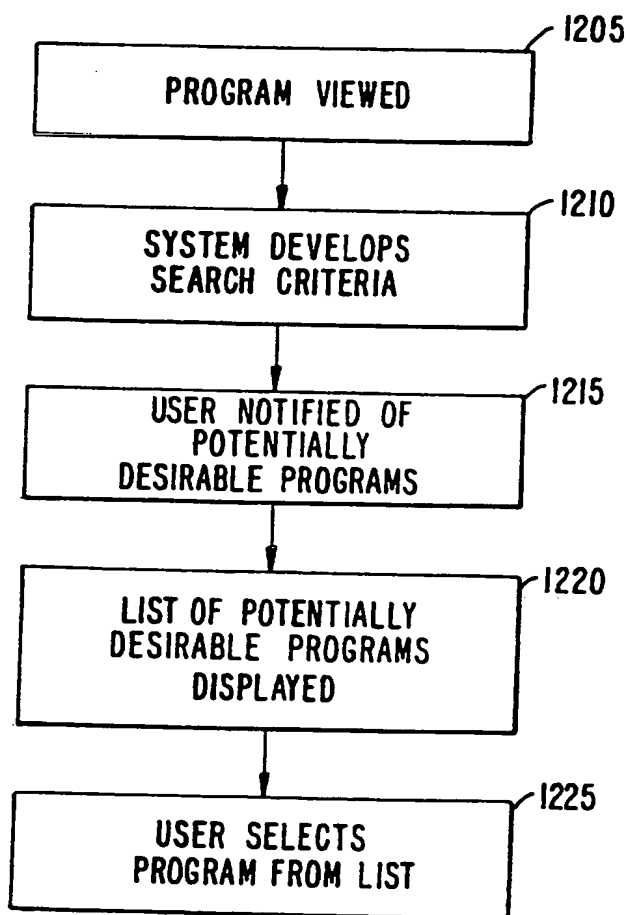 1205
PROGRAM VIEWED
1210
SYSTEM DEVELOPS
SEARCH CRITERIA
1215
USER NOTIFIED OF
POTENTIALLY
DESIRABLE PROGRAMS
1220
LIST OF POTENTIALLY
DESIRABLE PROGRAMS
DISPLAYED
1225
USER SELECTS
PROGRAM FROM LIST